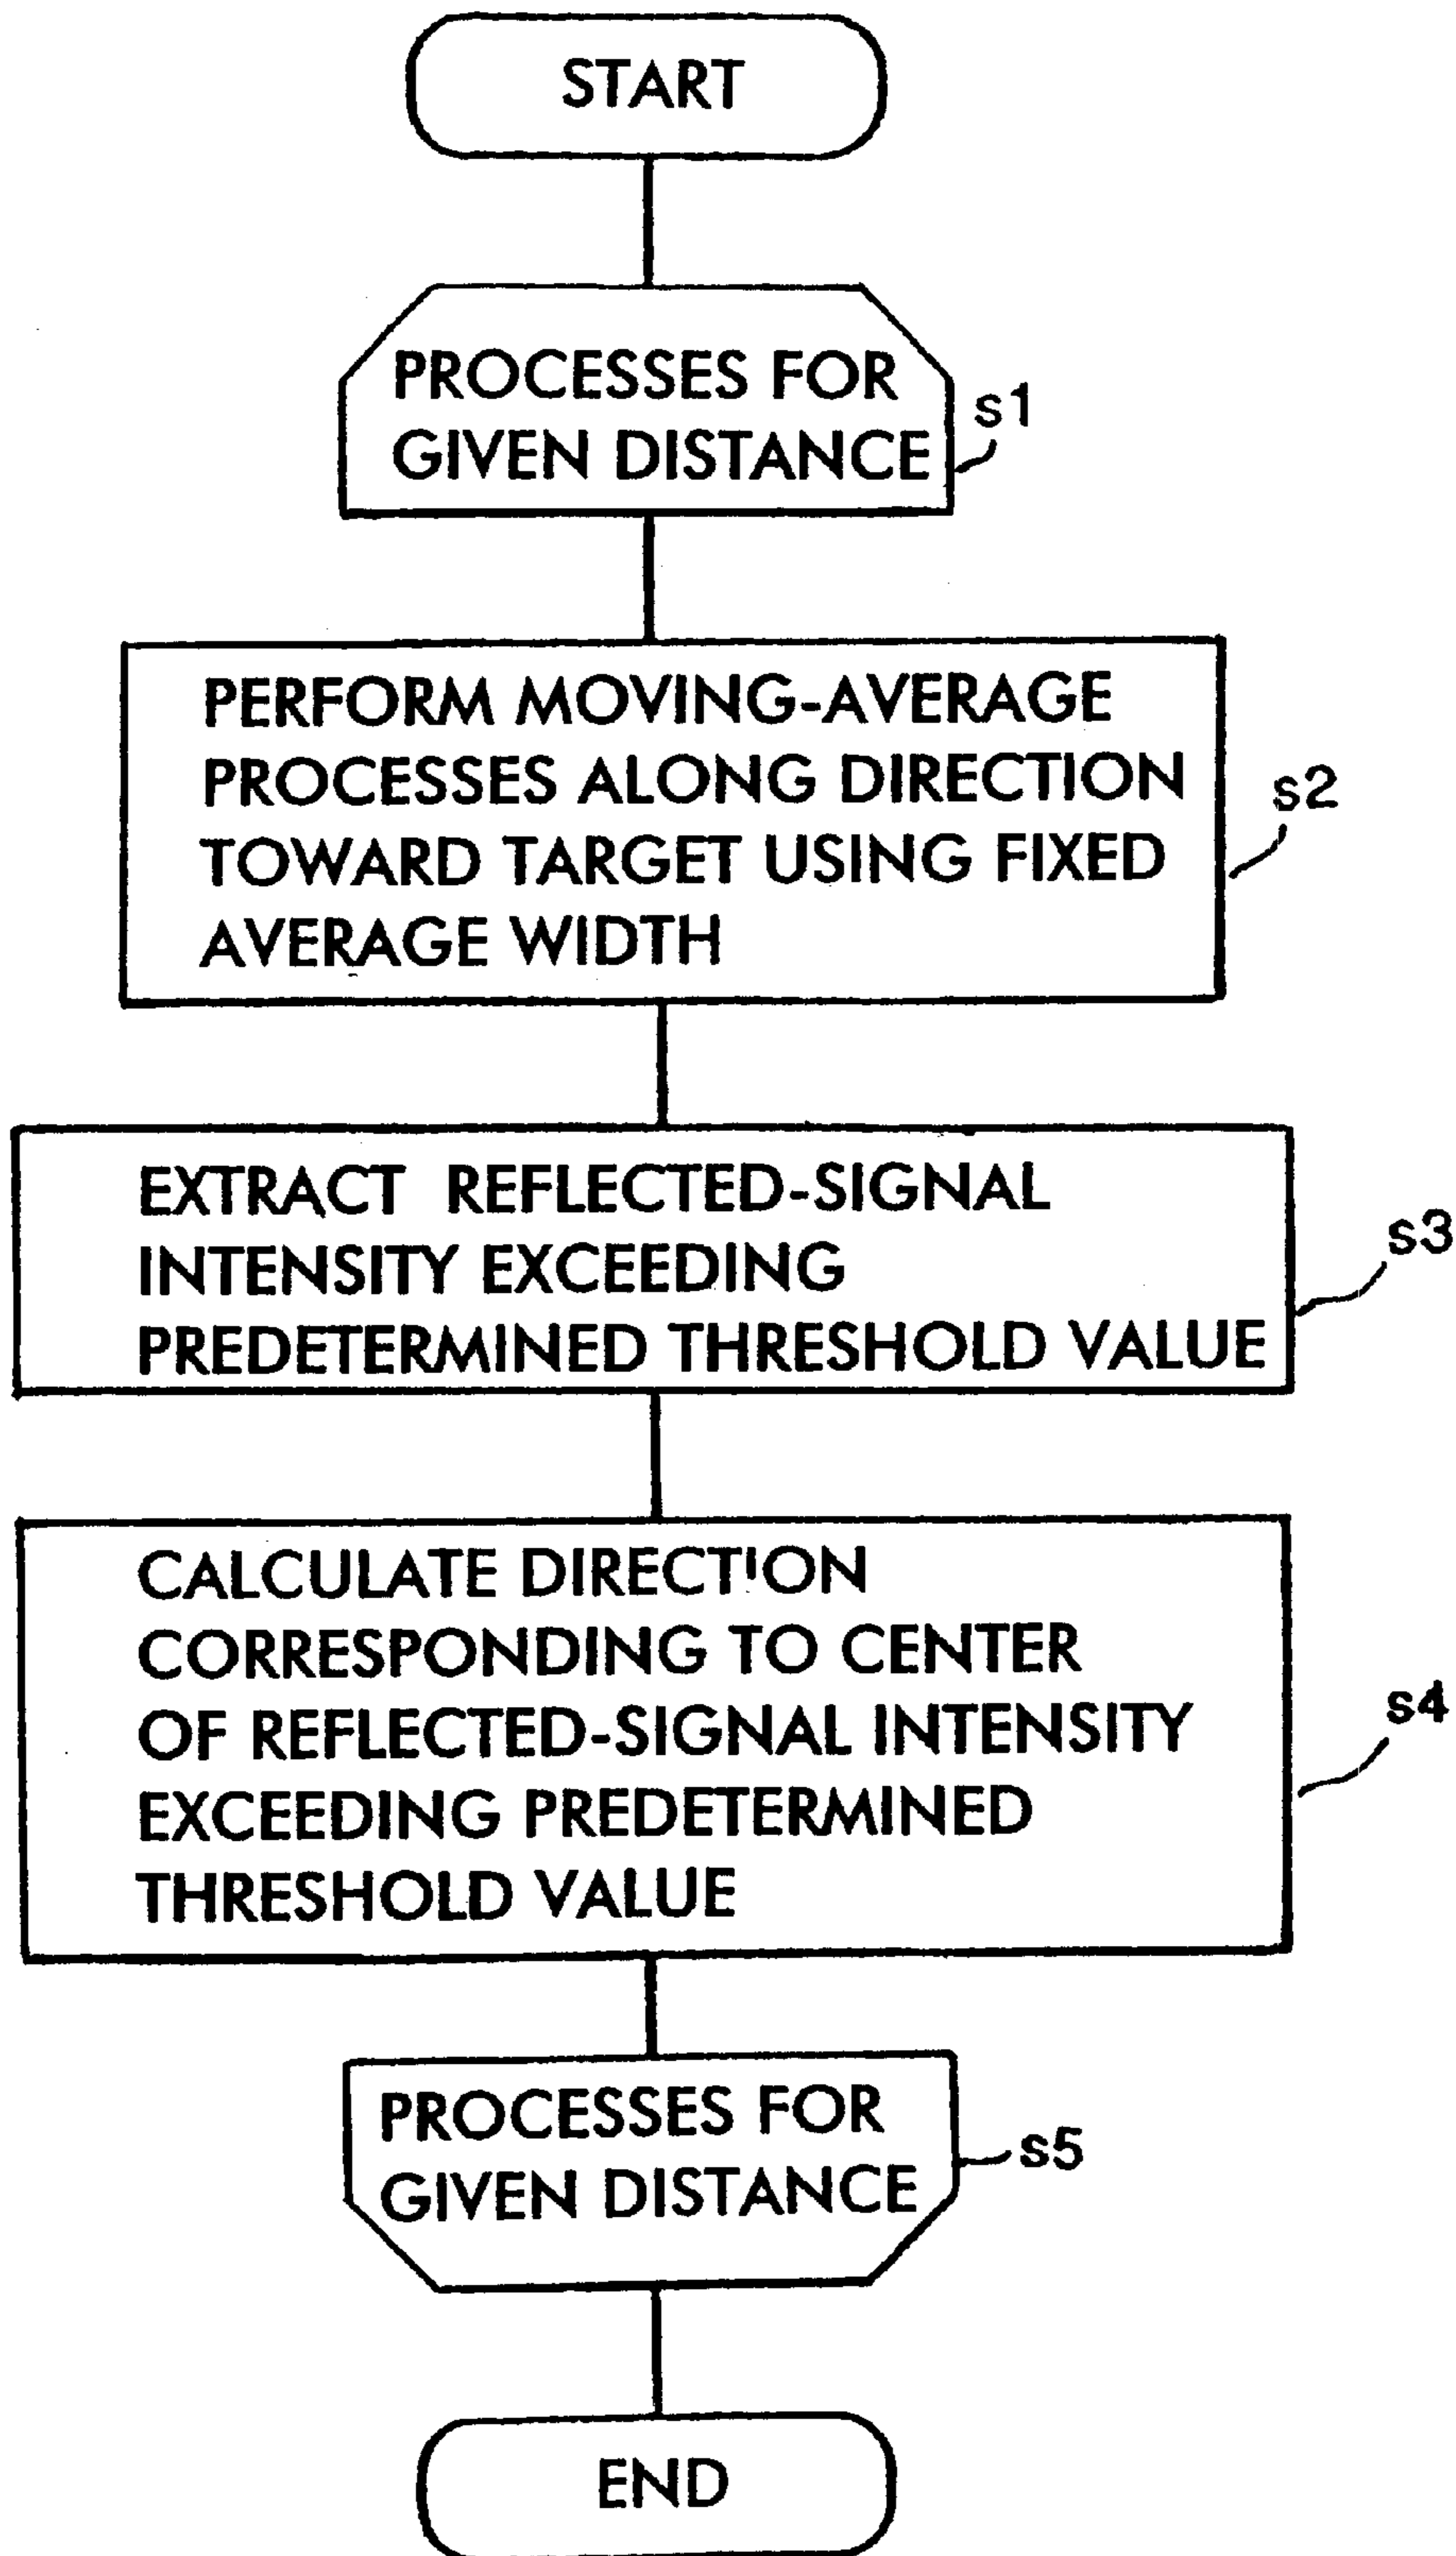 START
PROCESSES FOR
GIVEN DISTANCE
s1
PERFORM MOVING-AVERAGE
PROCESSES ALONG DIRECTION
TOWARD TARGET USING FIXED
AVERAGE WIDTH
s2
EXTRACT REFLECTED-SIGNAL
INTENSITY EXCEEDING
PREDETERMINED THRESHOLD VALUE
s3
CALCULATE DIRECTION
CORRESPONDING TO CENTER
OF REFLECTED-SIGNAL INTENSITY
EXCEEDING PREDETERMINED
THRESHOLD VALUE
s4
PROCESSES FOR
GIVEN DISTANCE
s5
END